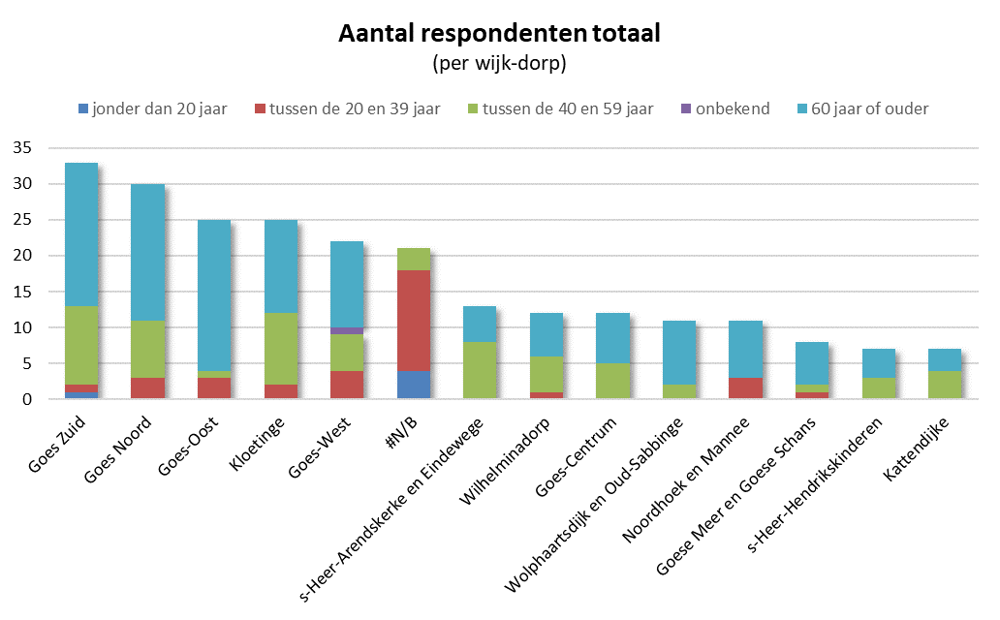 Aantal respondenten totaal
(per wijk-dorp)
jonder dan 20 jaar tussen de 20 en 39 jaar tussen de 40 en 59 jaar onbekend 60 jaar of ouder
35
30
25
20
15
10
5
0
Goes Zuid
Goes Noord
Goes-Oost
Kloetinge
Goes-West
#N/B
s-Heer-Arendskerke en Eindewege
Wilhelminadorp
Goes-Centrum
Wolphaartsdijk en Oud-Sabbinge
Noordhoek en Mannee
Goese Meer en Goese Schans
s-Heer-Hendrikskinderen
Kattendijke